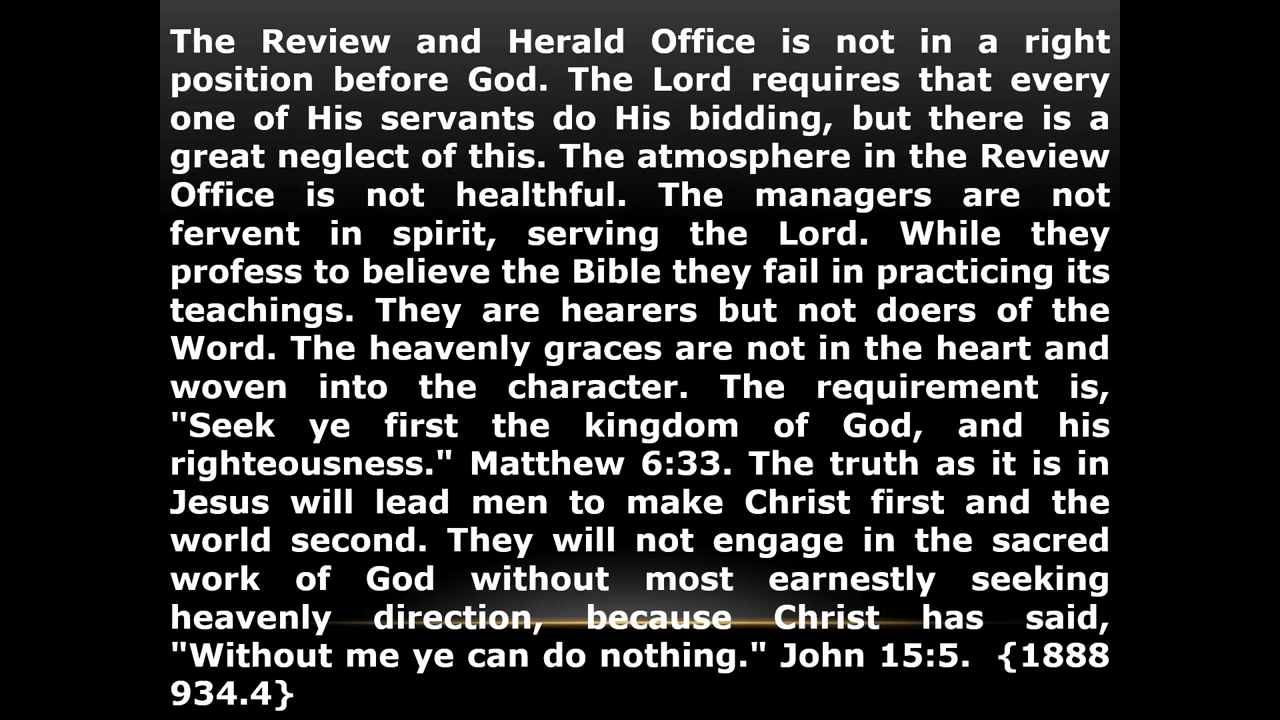 The Review and Herald Office is not in a right
position before God. The Lord requires that every
one of His servants do His bidding, but there is a
great neglect of this. The atmosphere in the Review
Office is not healthful. The managers are not
fervent in spirit, serving the Lord. While they
profess to believe the Bible they fail in practicing its
teachings. They are hearers but not doers of the
Word. The heavenly graces are not in the heart and
woven into the character. The requirement is,
"Seek ye first the kingdom of God, and his
righteousness." Matthew 6:33. The truth as it is in
Jesus will lead men to make Christ first and the
world second. They will not engage in the sacred
work of God without most earnestly seeking
heavenly direction, because Christ has said,
"Without me ye can do nothing." John 15:5. {1888
934.4}